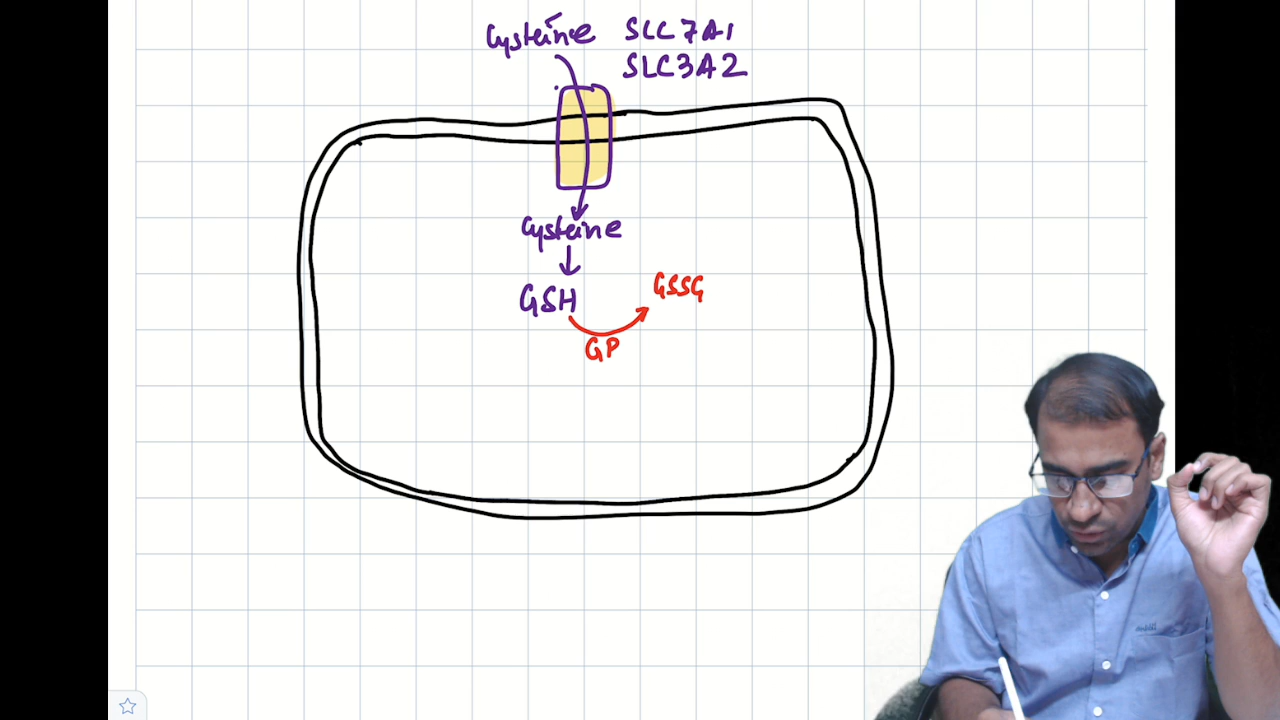 Cysteine SLC7A1
SLC3A2
Cysteine
GSH
GSSG
GP